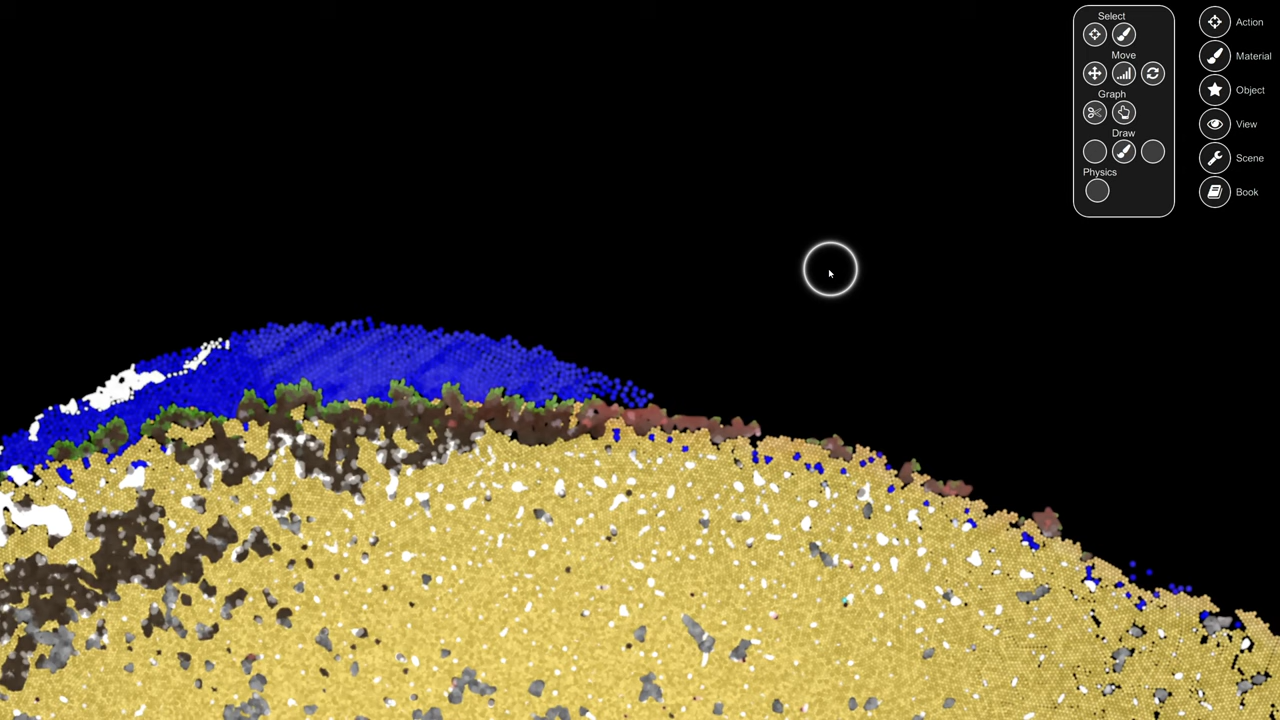 Select
Move
Graph
Draw
Physics
Action
Material
Object
View
Scene
Book